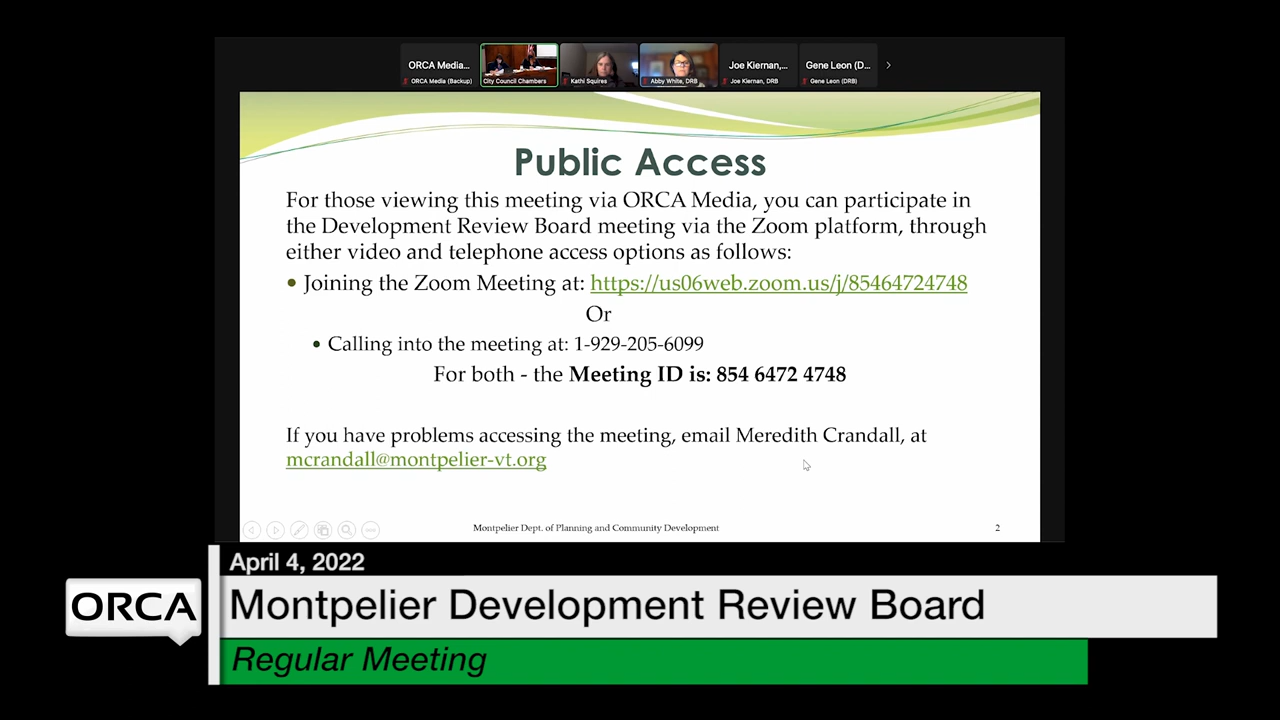 ORCA Media...
Joe Kiernan,...
Gene Leon (D...
ORCA Media (Backup)
City Council Chambers
Kathi Squires
Abby White, DRB
Joe Kiernan, DRB
Gene Leon (DRB)
Public Access
For those viewing this meeting via ORCA Media, you can participate in
the Development Review Board meeting via the Zoom platform, through
either video and telephone access options as follows:
• Joining the Zoom Meeting at: https://us06web.zoom.us/j/85464724748
Or
• Calling into the meeting at: 1-929-205-6099
For both - the Meeting ID is: 854 6472 4748
If you have problems accessing the meeting, email Meredith Crandall, at
mcrandall@montpelier-vt.org
Montpelier Dept. of Planning and Community Development
2
April 4, 2022
ORCA
Montpelier Development Review Board
Regular Meeting